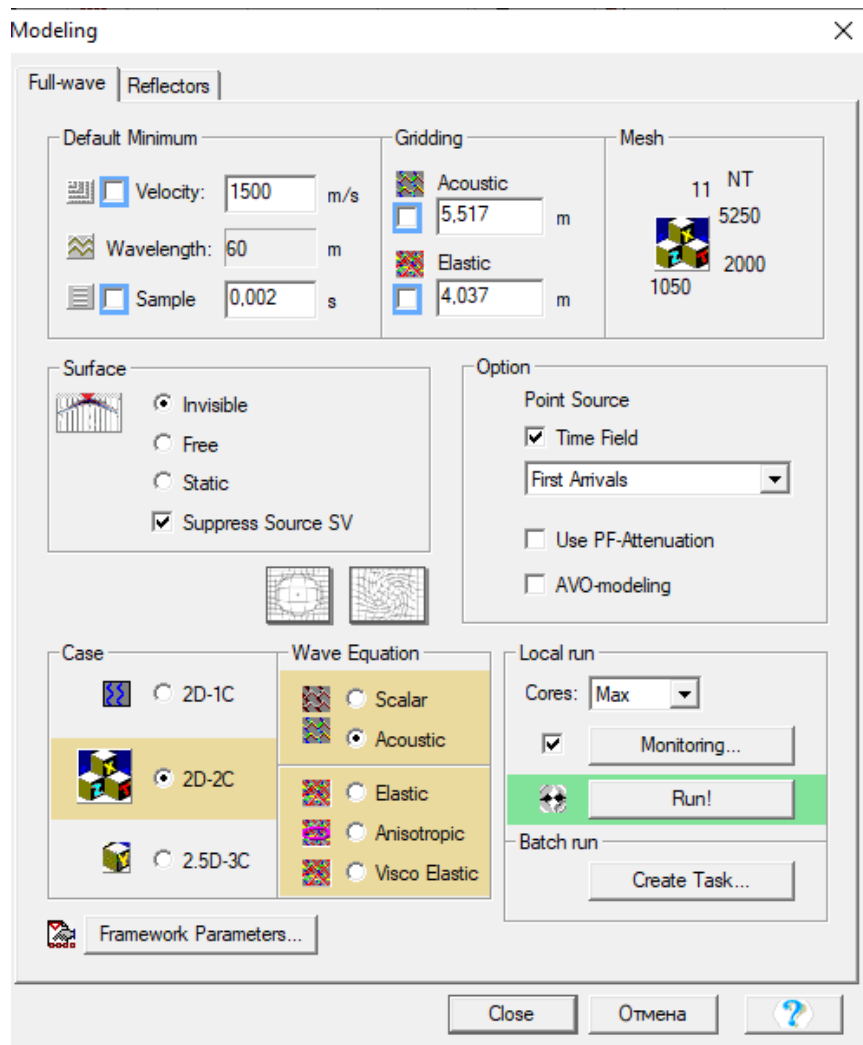 Modeling
Full-wave Reflectors
Default Minimum Gridding Mesh
Velocity: 1500 m/s
Wavelength: 60 m
Sample 0,002 s
Acoustic
5,517 m
Elastic
4,037 m
11 NT
5250
2000
1050
Surface
Invisible
Free
Static
Suppress Source SV
Option
Point Source
Time Field
First Arrivals
Use PF-Attenuation
AVO-modeling
Case
2D-1C
2D-2C
2.5D-3C
Wave Equation
Scalar
Acoustic
Elastic
Anisotropic
Visco Elastic
Local run
Cores: Max
Monitoring...
Run!
Batch run
Create Task...
Framework Parameters...
Close Отмена ?